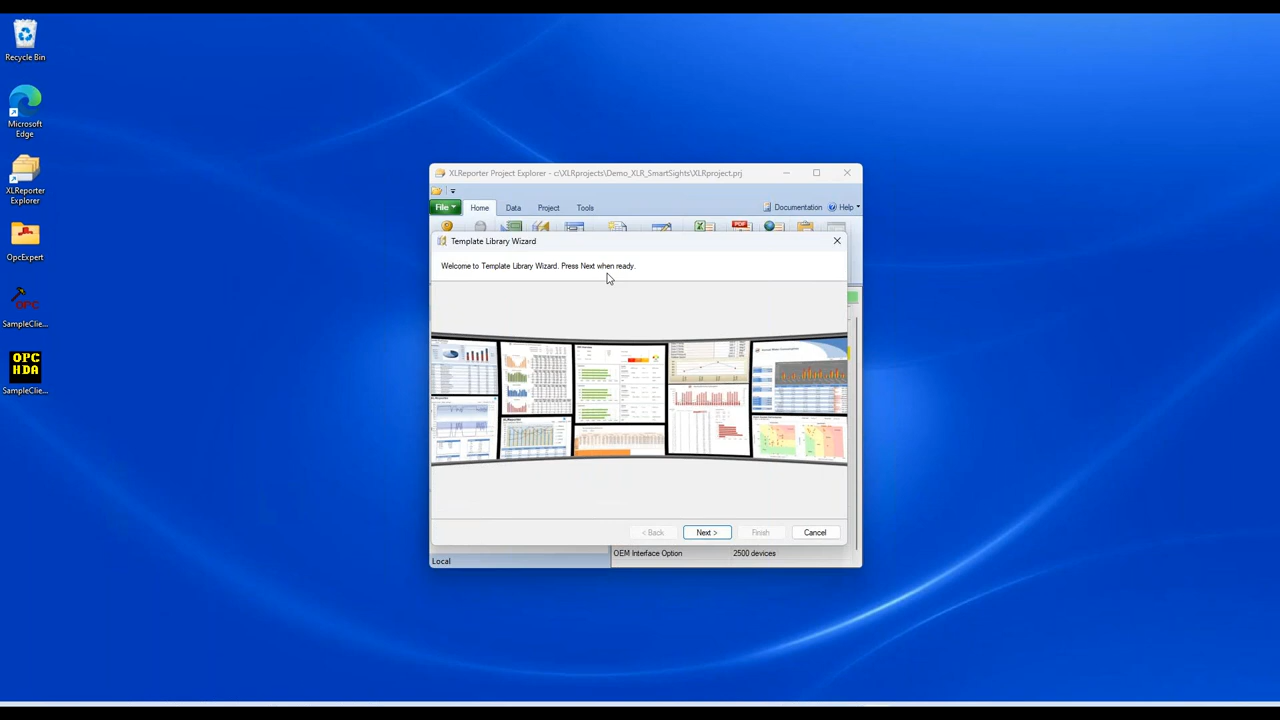 Recycle Bin
Microsoft
Edge
XLReporter
Explorer
OpcExpert
OPC
SampleClie...
OPC
HDA
SampleClie...
XLReporter Project Explorer - c:\XLRprojects\Demo_XLR_SmartSights\XLRproject.prj
File
Home
Data
Project
Tools
Documentation
Help
Template Library Wizard
Welcome to Template Library Wizard. Press Next when ready.
< Back
Next >
Finish
Cancel
OEM Interface Option
2500 devices
Local